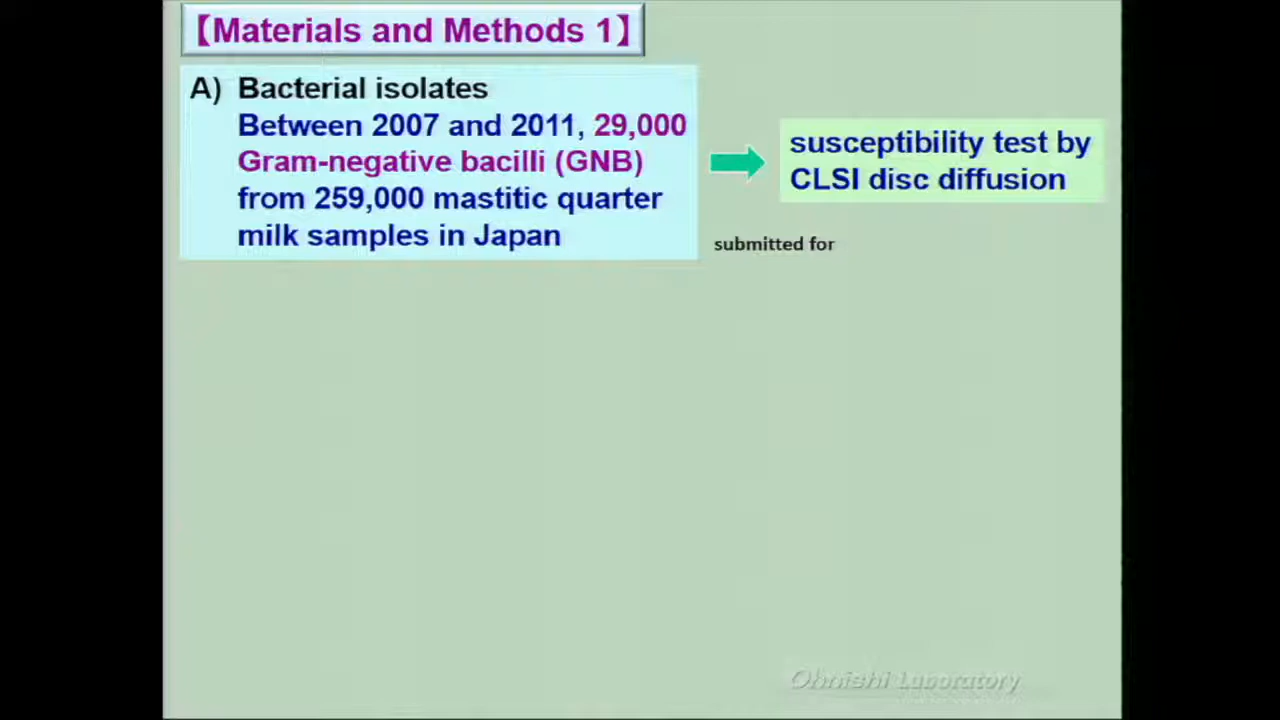 【Materials and Methods 1】
A) Bacterial isolates
Between 2007 and 2011, 29,000
Gram-negative bacilli (GNB)
from 259,000 mastitic quarter
milk samples in Japan
susceptibility test by
CLSI disc diffusion
submitted for
Ohnishi Laboratory